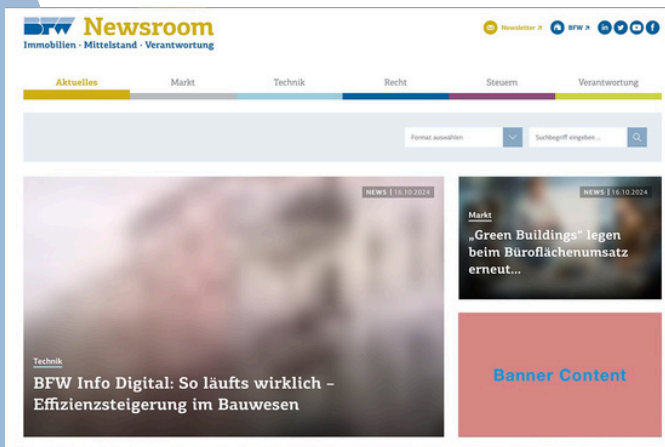 BFW Newsroom
Immobilien · Mittelstand · Verantwortung
Newsletter ↗ BFW ↗
Aktuelles Markt Technik Recht Steuern Verantwortung
Format auswählen Suchbegriff eingeben ...
NEWS | 16.10.2024
Technik
BFW Info Digital: So läufts wirklich –
Effizienzsteigerung im Bauwesen
NEWS | 16.10.2024
Markt
„Green Buildings" legen
beim Büroflächenumsatz
erneut...
Banner Content